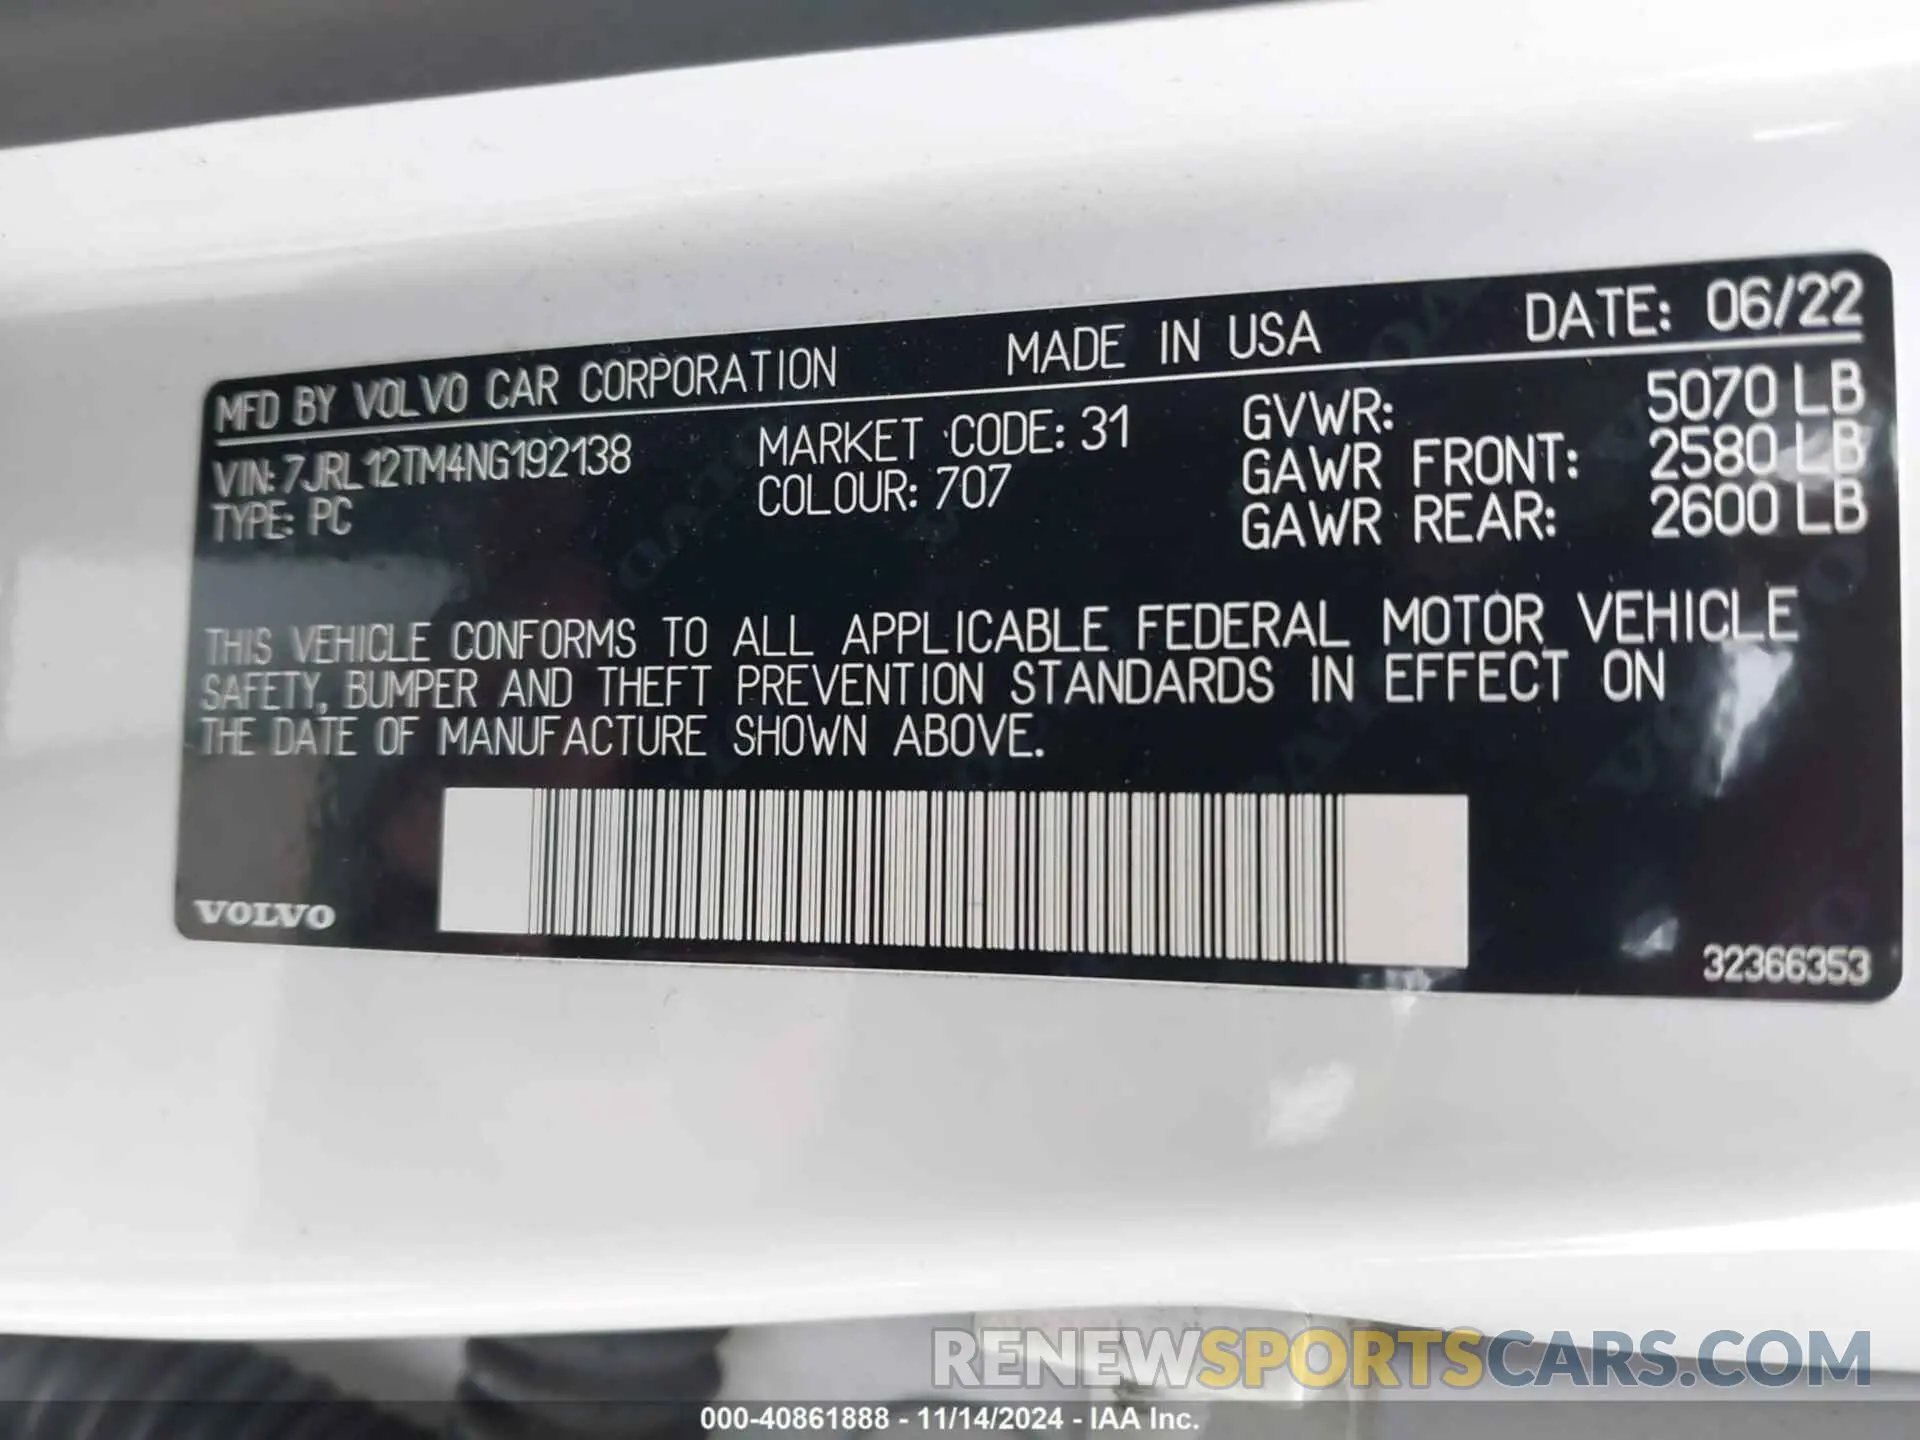 MFD BY VOLVO CAR CORPORATION MADE IN USA DATE: 06/22
VIN: 7JRL12TM4NG192138 MARKET CODE: 31 GVWR: 5070 LB
TYPE: PC COLOUR: 707 GAWR FRONT: 2580 LB
GAWR REAR: 2600 LB
THIS VEHICLE CONFORMS TO ALL APPLICABLE FEDERAL MOTOR VEHICLE
SAFETY, BUMPER AND THEFT PREVENTION STANDARDS IN EFFECT ON
THE DATE OF MANUFACTURE SHOWN ABOVE.
VOLVO
32366353
RENEWSPORTSCARS.COM
000-40861888 - 11/14/2024 - IAA Inc.